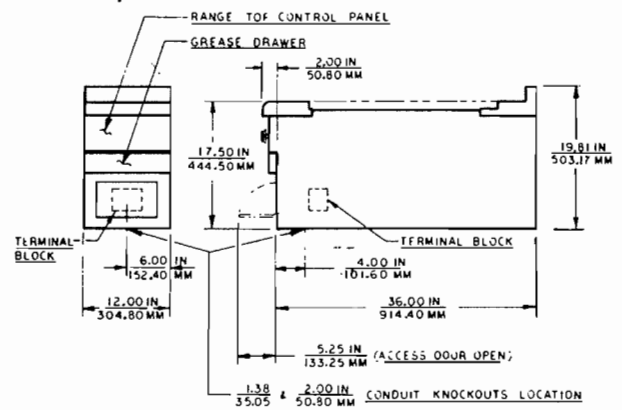 RANGE TOP CONTROL PANEL
GREASE DRAWER
2.00 IN
50.80 MM
17.50 IN
444.50 MM
19.81 IN
503.17 MM
TERMINAL
BLOCK
TERMINAL BLOCK
6.00 IN
152.40 MM
4.00 IN
101.60 MM
12.00 IN
304.80 MM
36.00 IN
914.40 MM
5.25 IN
133.25 MM
(ACCESS DOOR OPEN)
1.38
35.05
&
2.00 IN
50.80 MM
CONDUIT KNOCKOUTS LOCATION